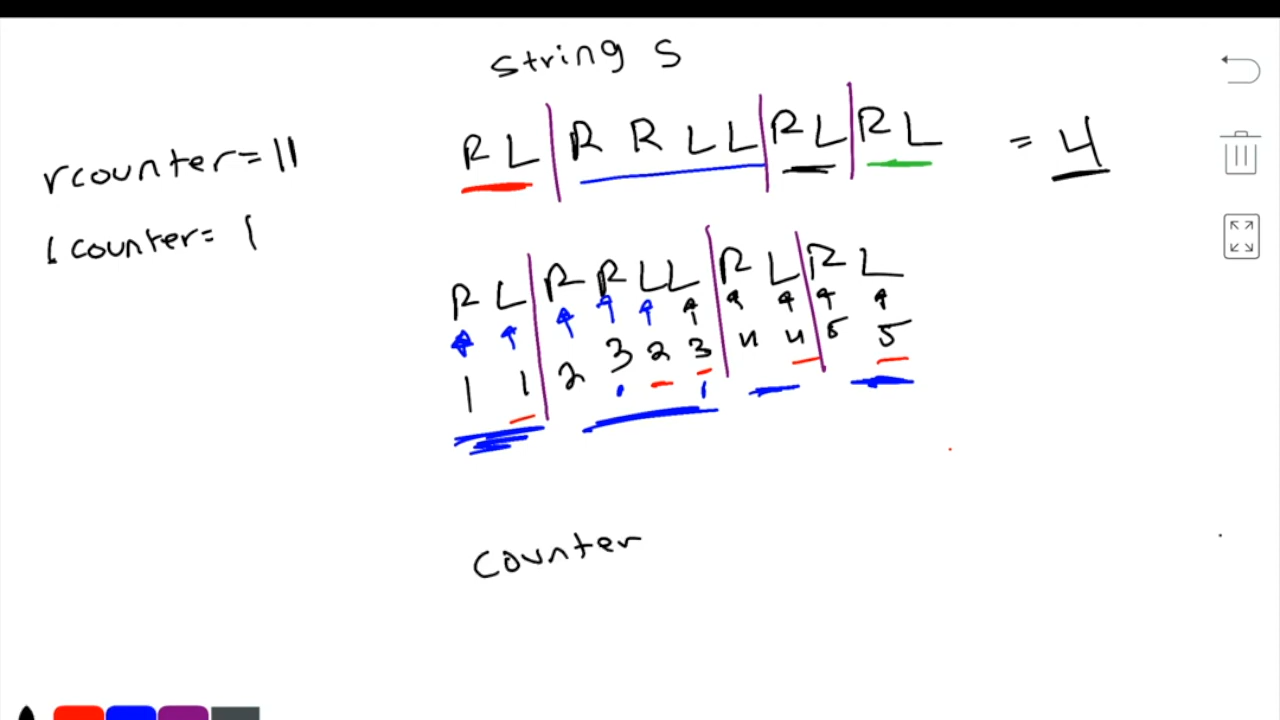 string S
rcounter=11
R L | R R L L | R L | R L = 4
lcounter= 1
R L | R R L L | R L | R L
1 1 2 3 2 3 4 4 5 5
counter